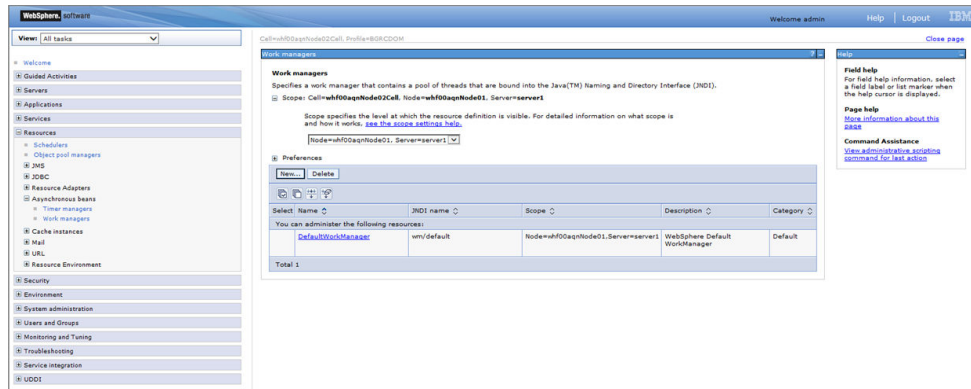 WebSphere. software
Welcome admin
Help
Logout
IBM
View: All tasks
Cell=whf00aqnNode02Cell, Profile=BGRCDOM
Close page
Welcome
Guided Activities
Servers
Applications
Services
Resources
Schedulers
Object pool managers
JMS
JDBC
Resource Adapters
Asynchronous beans
Timer managers
Work managers
Cache instances
Mail
URL
Resource Environment
Security
Environment
System administration
Users and Groups
Monitoring and Tuning
Troubleshooting
Service integration
UDDI
Work managers
Work managers
Specifies a work manager that contains a pool of threads that are bound into the Java(TM) Naming and Directory Interface (JNDI).
Scope: Cell=whf00aqnNode02Cell, Node=whf00aqnNode01, Server=server1
Scope specifies the level at which the resource definition is visible. For detailed information on what scope is
and how it works, see the scope settings help.
Node=whf00aqnNode01, Server=server1
Preferences
New... Delete
Select Name JNDI name Scope Description Category
You can administer the following resources:
DefaultWorkManager wm/default Node=whf00aqnNode01,Server=server1 WebSphere Default Default
WorkManager
Total 1
Help
Field help
For field help information, select
a field label or list marker when
the help cursor is displayed.
Page help
More information about this
page
Command Assistance
View administrative scripting
command for last action